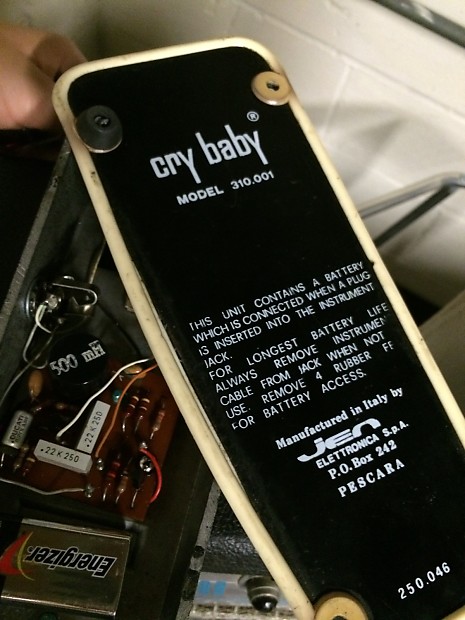 cry baby®
MODEL 310.001
THIS UNIT CONTAINS A BATTERY
WHICH IS CONNECTED WHEN A PLUG
IS INSERTED INTO THE INSTRUMENT
JACK.
FOR LONGEST BATTERY LIFE
ALWAYS REMOVE INSTRUMEN
CABLE FROM JACK WHEN NOT
USE. REMOVE 4 RUBBER FE
FOR BATTERY ACCESS.
Manufactured in Italy by
JEN
ELETTRONICA S.p.A.
P.O. Box 242
PESCARA
250.046
500 mH
.22 K 250
.22 K 250
Energizer